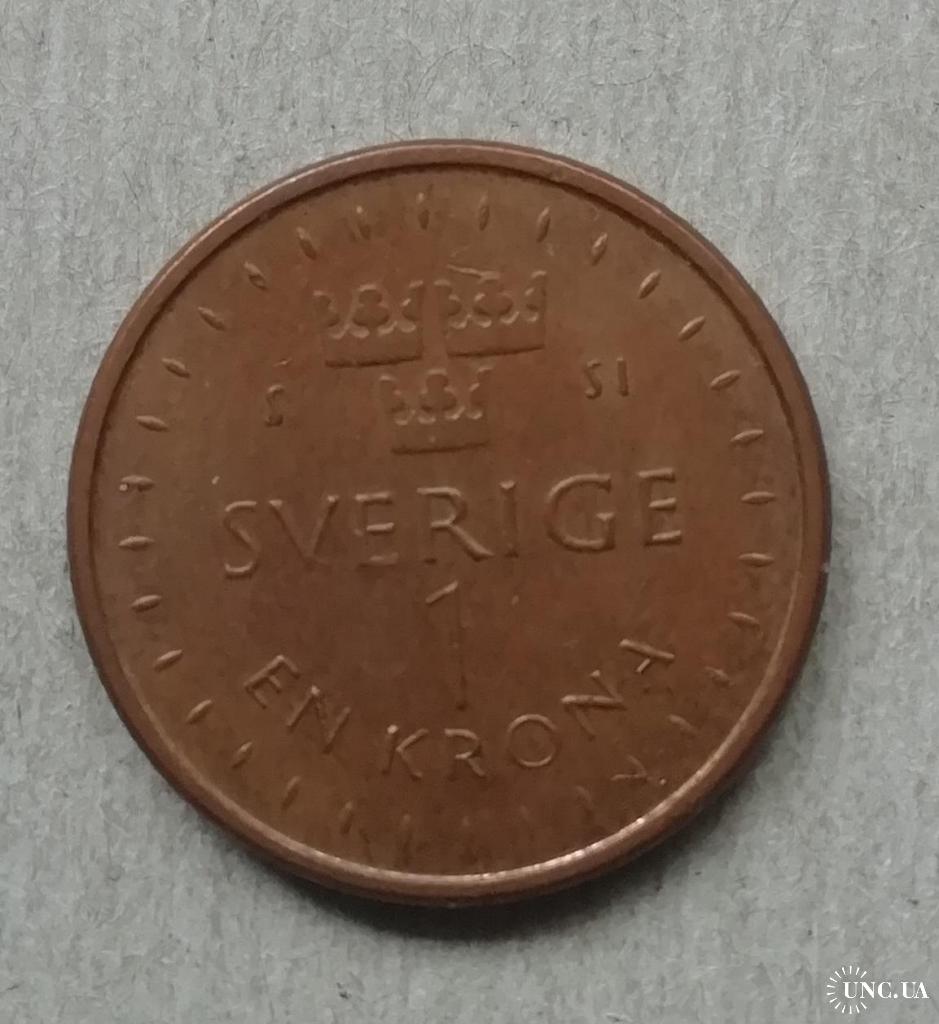 S SI
SVERIGE
1
EN KRONA
UNC.UA